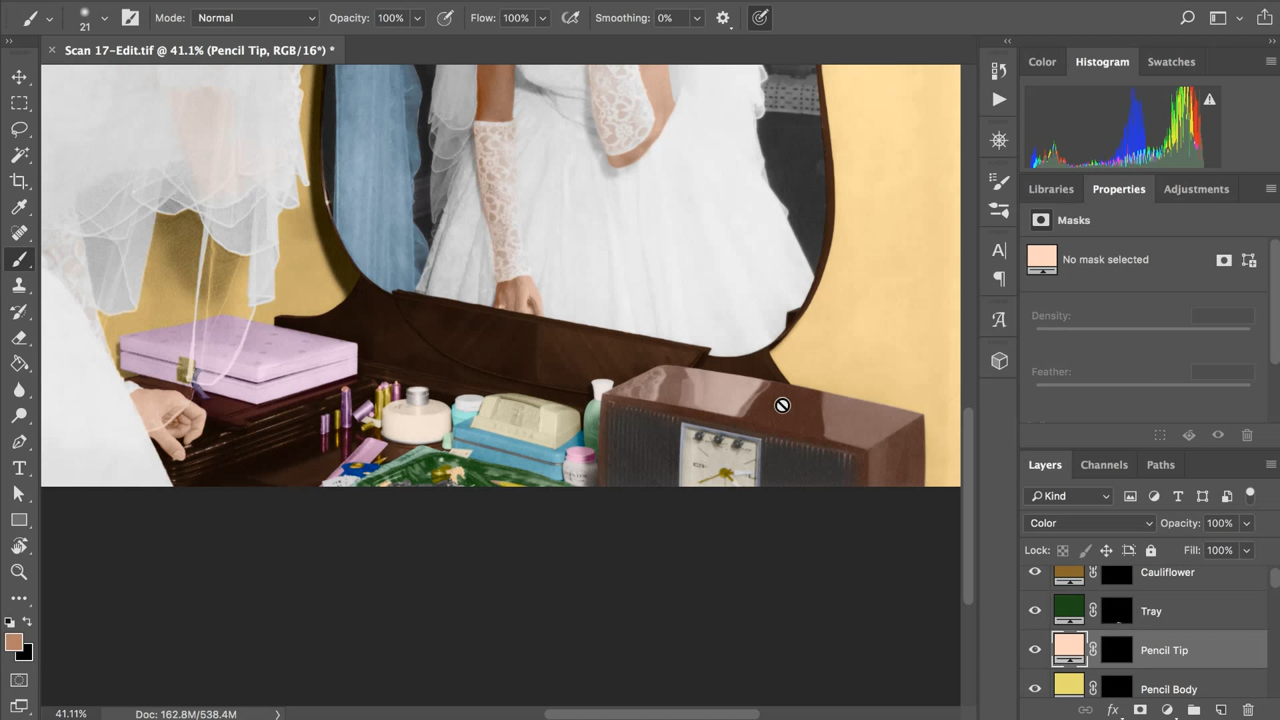 21
Mode: Normal
Opacity: 100%
Flow: 100%
Smoothing: 0%
Scan 17-Edit.tif @ 41.1% (Pencil Tip, RGB/16*) *
Color Histogram Swatches
Libraries Properties Adjustments
Masks
No mask selected
Density:
Feather:
Layers Channels Paths
Kind
Color
Opacity: 100%
Lock:
Fill: 100%
Cauliflower
Tray
Pencil Tip
Pencil Body
fx
41.11%
Doc: 162.8M/538.4M